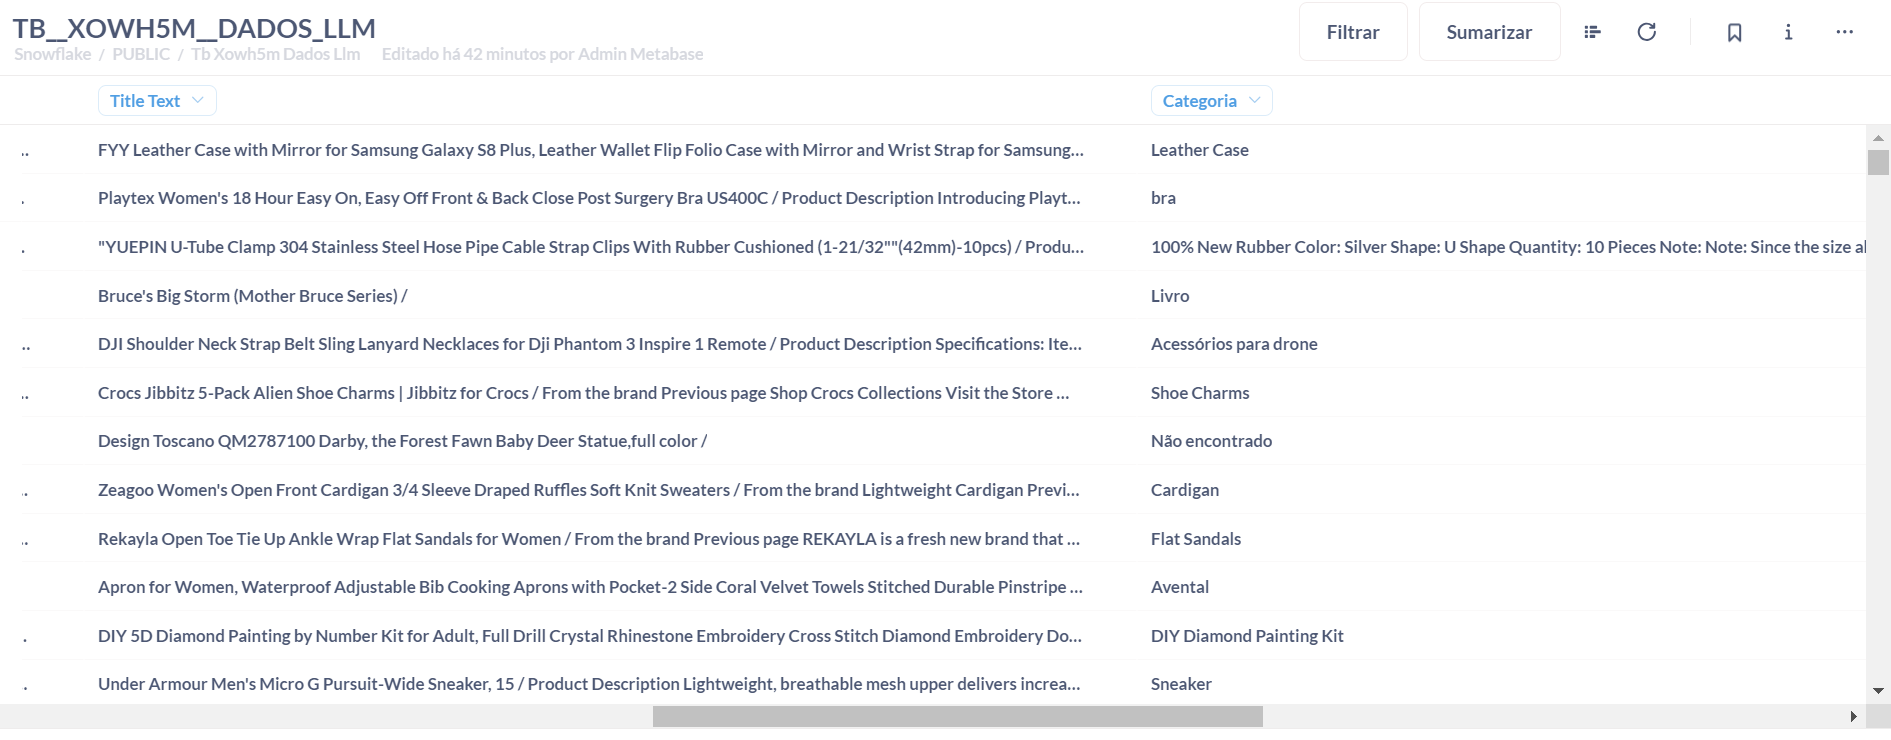 TB__XOWH5M__DADOS_LLM
Snowflake / PUBLIC / Tb Xowh5m Dados Llm Editado há 42 minutos por Admin Metabase
Filtrar Sumarizar
Title Text Categoria
.. FYY Leather Case with Mirror for Samsung Galaxy S8 Plus, Leather Wallet Flip Folio Case with Mirror and Wrist Strap for Samsung... Leather Case
. Playtex Women's 18 Hour Easy On, Easy Off Front & Back Close Post Surgery Bra US400C / Product Description Introducing Playt... bra
. "YUEPIN U-Tube Clamp 304 Stainless Steel Hose Pipe Cable Strap Clips With Rubber Cushioned (1-21/32""(42mm)-10pcs) / Produ... 100% New Rubber Color: Silver Shape: U Shape Quantity: 10 Pieces Note: Note: Since the size al
Bruce's Big Storm (Mother Bruce Series) / Livro
.. DJI Shoulder Neck Strap Belt Sling Lanyard Necklaces for Dji Phantom 3 Inspire 1 Remote / Product Description Specifications: Ite... Acessórios para drone
.. Crocs Jibbitz 5-Pack Alien Shoe Charms | Jibbitz for Crocs / From the brand Previous page Shop Crocs Collections Visit the Store ... Shoe Charms
Design Toscano QM2787100 Darby, the Forest Fawn Baby Deer Statue,full color / Não encontrado
.. Zeagoo Women's Open Front Cardigan 3/4 Sleeve Draped Ruffles Soft Knit Sweaters / From the brand Lightweight Cardigan Previ... Cardigan
.. Rekayla Open Toe Tie Up Ankle Wrap Flat Sandals for Women / From the brand Previous page REKAYLA is a fresh new brand that ... Flat Sandals
Apron for Women, Waterproof Adjustable Bib Cooking Aprons with Pocket-2 Side Coral Velvet Towels Stitched Durable Pinstripe ... Avental
. DIY 5D Diamond Painting by Number Kit for Adult, Full Drill Crystal Rhinestone Embroidery Cross Stitch Diamond Embroidery Do... DIY Diamond Painting Kit
. Under Armour Men's Micro G Pursuit-Wide Sneaker, 15 / Product Description Lightweight, breathable mesh upper delivers increa... Sneaker